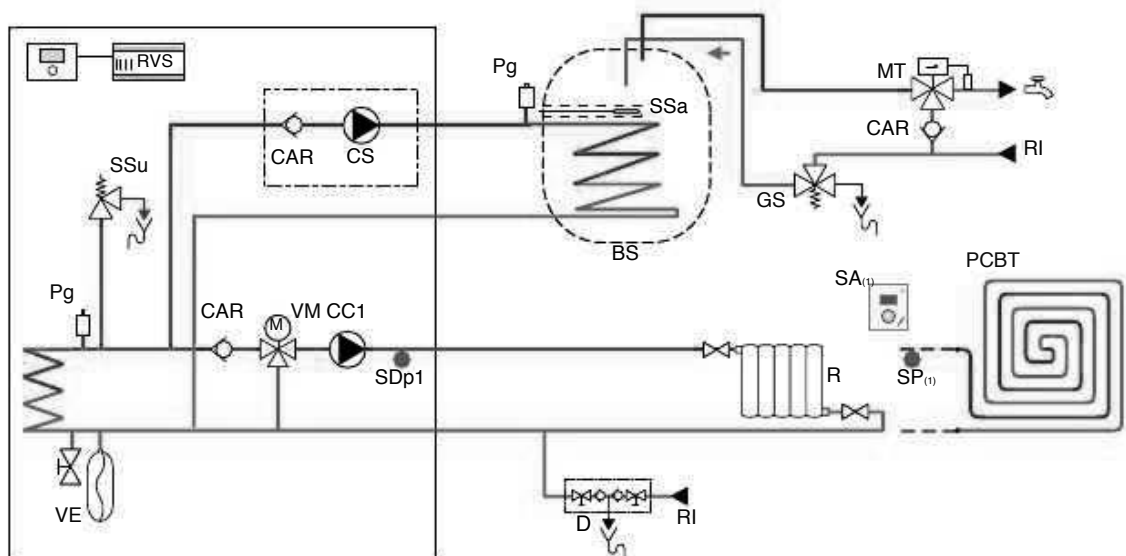 RVS
Pg
SSa
MT
CAR
CS
CAR
RI
SSu
GS
BS
Pg
CAR
M
VM CC1
SA(1)
PCBT
SDp1
R
SP(1)
VE
D
RI